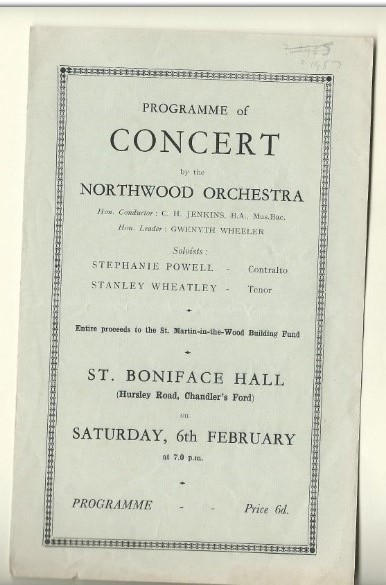 ? 1957
PROGRAMME of
CONCERT
by the
NORTHWOOD ORCHESTRA
Hon. Conductor : C. H. JENKINS, B.A., Mus.Bac.
Hon. Leader : GWENYTH WHEELER
Soloists :
STEPHANIE POWELL - Contralto
STANLEY WHEATLEY - Tenor
Entire proceeds to the St. Martin-in-the-Wood Building Fund
ST. BONIFACE HALL
(Hursley Road, Chandler's Ford)
on
SATURDAY, 6th FEBRUARY
at 7.0 p.m.
PROGRAMME - - Price 6d.